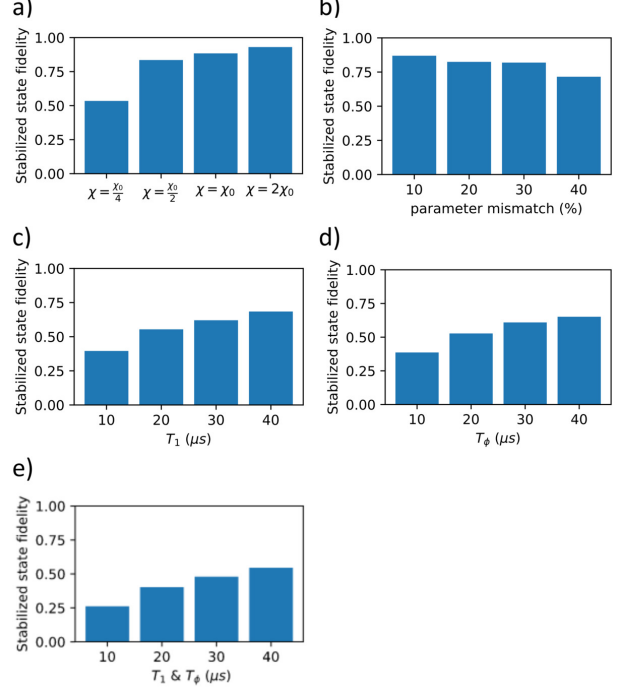 a)
Stabilized state fidelity
1.00
0.75
0.50
0.25
0.00
χ = χ₀/4
χ = χ₀/2
χ = χ₀
χ = 2χ₀
b)
Stabilized state fidelity
1.00
0.75
0.50
0.25
0.00
10 20 30 40
parameter mismatch (%)
c)
Stabilized state fidelity
1.00
0.75
0.50
0.25
0.00
10 20 30 40
T₁ (μs)
d)
Stabilized state fidelity
1.00
0.75
0.50
0.25
0.00
10 20 30 40
Tϕ (μs)
e)
Stabilized state fidelity
1.00
0.75
0.50
0.25
0.00
10 20 30 40
T₁ & Tϕ (μs)